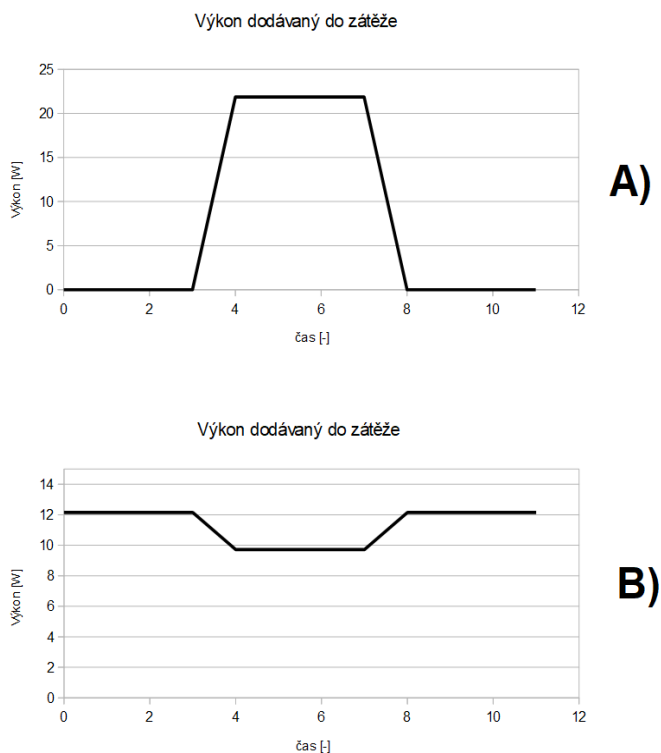 Výkon dodávaný do zátěže
25
20
15
10
5
0
Výkon [W]
0 2 4 6 8 10 12
čas [-]
A)
Výkon dodávaný do zátěže
14
12
10
8
6
4
2
0
Výkon [W]
0 2 4 6 8 10 12
čas [-]
B)